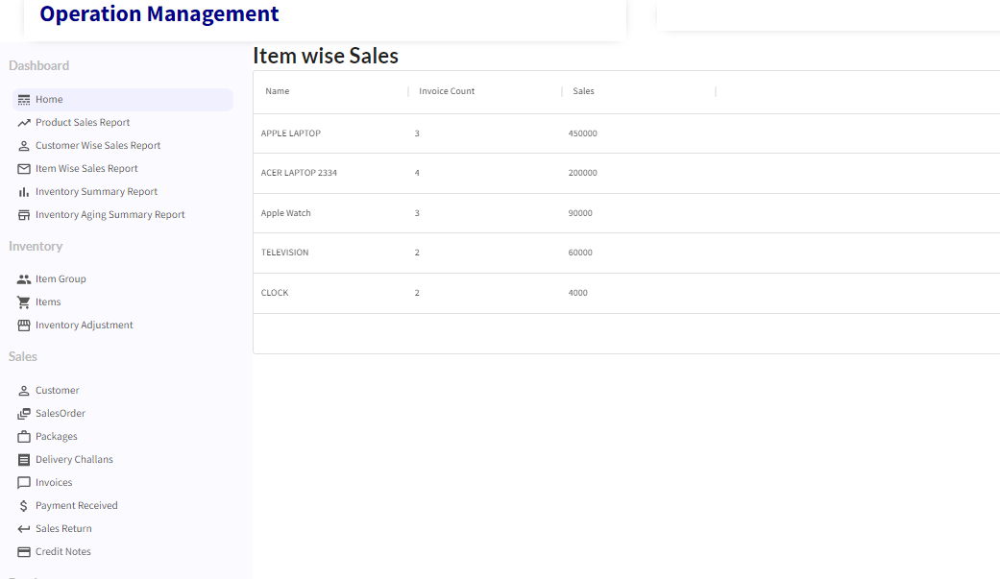 Operation Management
Dashboard
Home
Product Sales Report
Customer Wise Sales Report
Item Wise Sales Report
Inventory Summary Report
Inventory Aging Summary Report
Inventory
Item Group
Items
Inventory Adjustment
Sales
Customer
SalesOrder
Packages
Delivery Challans
Invoices
Payment Received
Sales Return
Credit Notes
Item wise Sales
Name Invoice Count Sales
APPLE LAPTOP 3 450000
ACER LAPTOP 2334 4 200000
Apple Watch 3 90000
TELEVISION 2 60000
CLOCK 2 4000